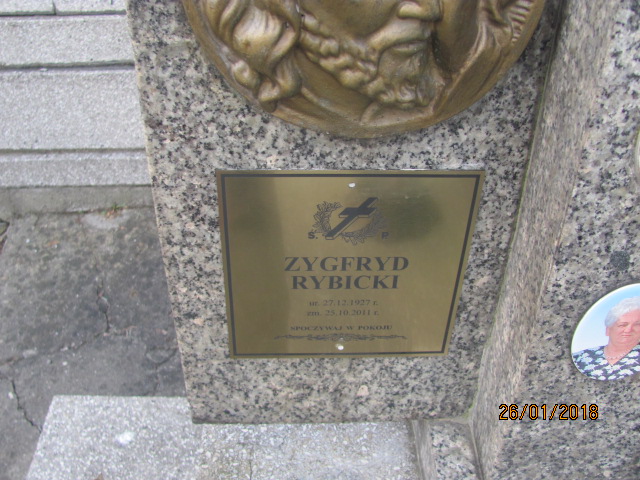 Ś. P.
ZYGFRYD
RYBICKI
ur. 27.12.1927 r.
zm. 25.10.2011 r.
SPOCZYWAJ W POKOJU
26/01/2018